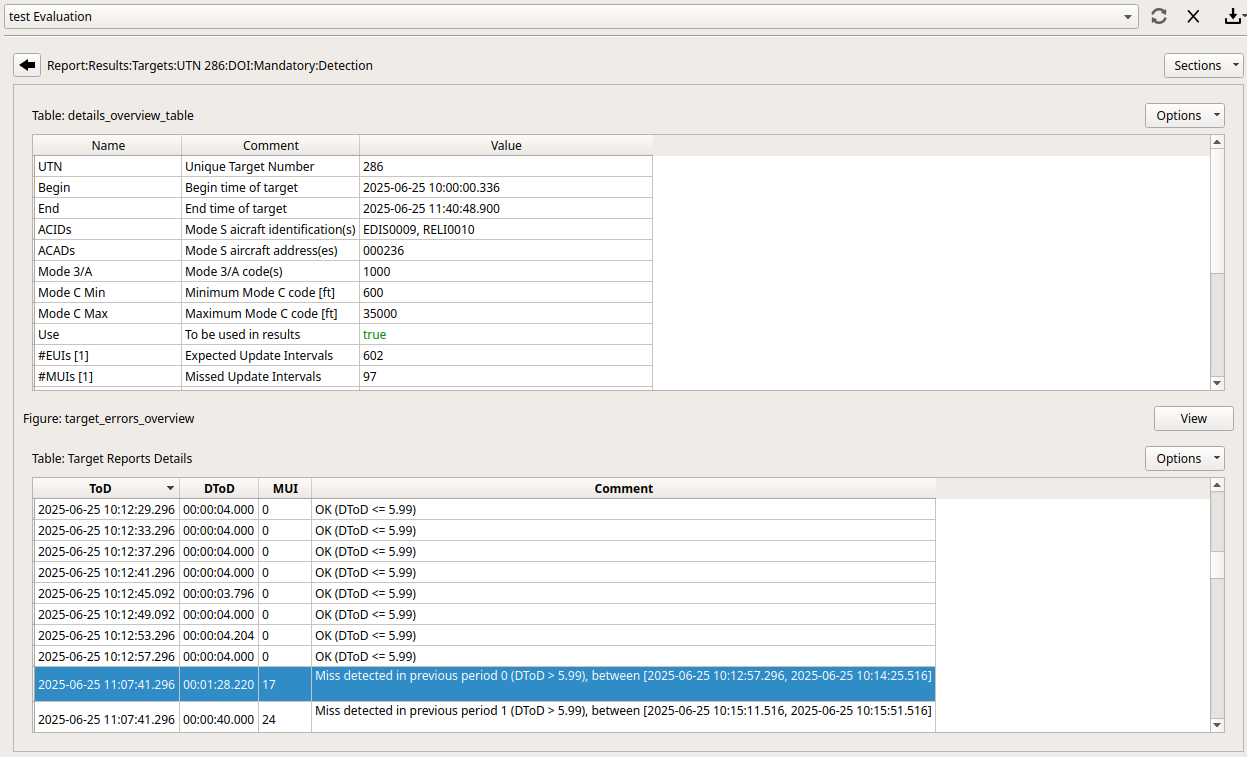 test Evaluation
Report:Results:Targets:UTN 286:DOI:Mandatory:Detection
Sections
Table: details_overview_table
Options
Name Comment Value
UTN Unique Target Number 286
Begin Begin time of target 2025-06-25 10:00:00.336
End End time of target 2025-06-25 11:40:48.900
ACIDs Mode S aicraft identification(s) EDIS0009, RELI0010
ACADs Mode S aircraft address(es) 000236
Mode 3/A Mode 3/A code(s) 1000
Mode C Min Minimum Mode C code [ft] 600
Mode C Max Maximum Mode C code [ft] 35000
Use To be used in results true
#EUIs [1] Expected Update Intervals 602
#MUIs [1] Missed Update Intervals 97
Figure: target_errors_overview
View
Table: Target Reports Details
Options
ToD DToD MUI Comment
2025-06-25 10:12:29.296 00:00:04.000 0 OK (DToD <= 5.99)
2025-06-25 10:12:33.296 00:00:04.000 0 OK (DToD <= 5.99)
2025-06-25 10:12:37.296 00:00:04.000 0 OK (DToD <= 5.99)
2025-06-25 10:12:41.296 00:00:04.000 0 OK (DToD <= 5.99)
2025-06-25 10:12:45.092 00:00:03.796 0 OK (DToD <= 5.99)
2025-06-25 10:12:49.092 00:00:04.000 0 OK (DToD <= 5.99)
2025-06-25 10:12:53.296 00:00:04.204 0 OK (DToD <= 5.99)
2025-06-25 10:12:57.296 00:00:04.000 0 OK (DToD <= 5.99)
2025-06-25 11:07:41.296 00:01:28.220 17 Miss detected in previous period 0 (DToD > 5.99), between [2025-06-25 10:12:57.296, 2025-06-25 10:14:25.516]
2025-06-25 11:07:41.296 00:00:40.000 24 Miss detected in previous period 1 (DToD > 5.99), between [2025-06-25 10:15:11.516, 2025-06-25 10:15:51.516]